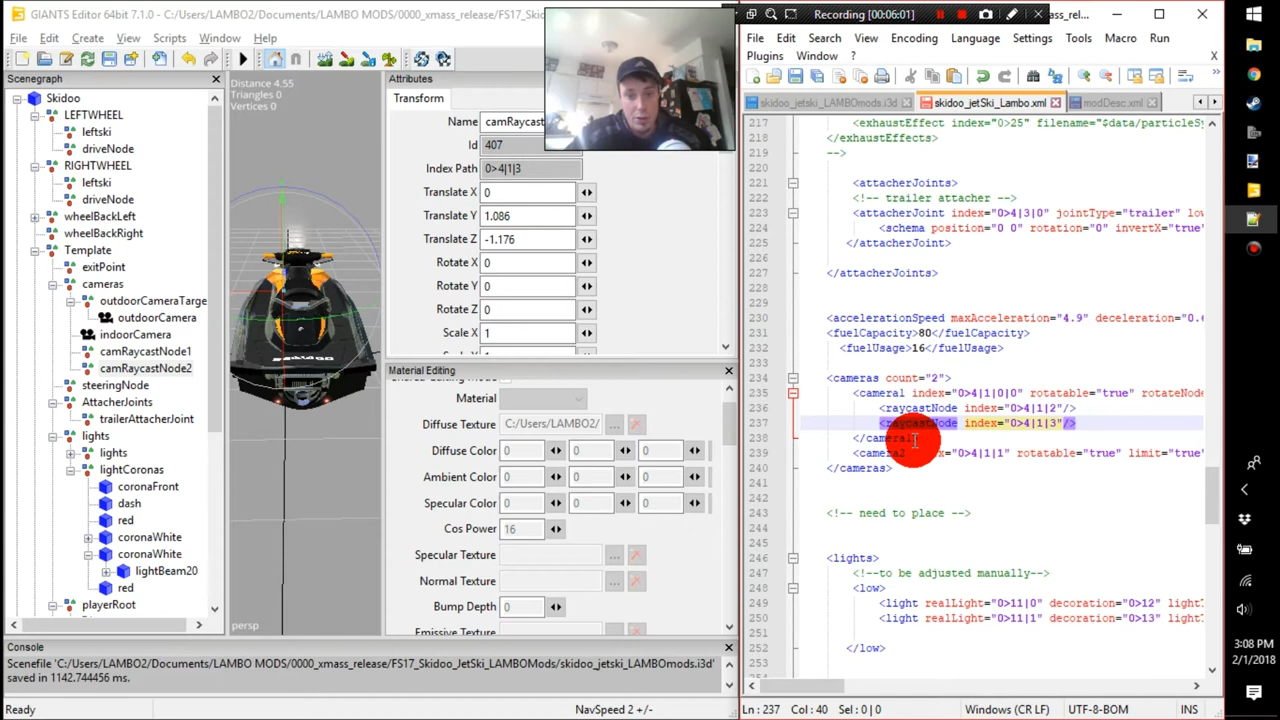 GIANTS Editor 64bit 7.1.0 - C:/Users/LAMBO2/Documents/LAMBO MODS/0000_xmass_release/FS17_Skido
Recording [00:06:01]
_rel...
File Edit Create View Scripts Window Help
File Edit Search View Encoding Language Settings Tools Macro Run
Plugins Window ?
X
Scenegraph
Skidoo
LEFTWHEEL
leftski
driveNode
RIGHTWHEEL
leftski
driveNode
wheelBackLeft
wheelBackRight
Template
exitPoint
cameras
outdoorCameraTarge
outdoorCamera
indoorCamera
camRaycastNode1
camRaycastNode2
steeringNode
AttacherJoints
trailerAttacherJoint
lights
lights
lightCoronas
coronaFront
dash
red
coronaWhite
coronaWhite
lightBeam20
red
playerRoot
Distance 4.55
Triangles 0
Vertices 0
persp
Attributes
Transform
Name camRaycast
Id 407
Index Path 0>4|1|3
Translate X 0
Translate Y 1.086
Translate Z -1.176
Rotate X 0
Rotate Y 0
Rotate Z 0
Scale X 1
Material Editing
Material
Diffuse Texture C:/Users/LAMBO2/
Diffuse Color 0 0 0
Ambient Color 0 0 0
Specular Color 0 0 0
Cos Power 16
Specular Texture
Normal Texture
Bump Depth 0
Emissive Texture
Console
Scenefile 'C:/Users/LAMBO2/Documents/LAMBO MODS/0000_xmass_release/FS17_Skidoo_JetSki_LAMBOMods/skidoo_jetski_LAMBOmods.i3d'
saved in 1142.744456 ms.
Ready
NavSpeed 2 +/-
skidoo_jetski_LAMBOmods.i3d
skidoo_jetSki_Lambo.xml
modDesc.xml
217 <exhaustEffect index="0>25" filename="$data/particleSy
218 </exhaustEffects>
219 -->
220
221 <attacherJoints>
222 <!-- trailer attacher -->
223 <attacherJoint index="0>4|3|0" jointType="trailer" low
224 <schema position="0 0" rotation="0" invertX="true"
225 </attacherJoint>
226
227 </attacherJoints>
228
229
230 <accelerationSpeed maxAcceleration="4.9" deceleration="0.6
231 <fuelCapacity>80</fuelCapacity>
232 <fuelUsage>16</fuelUsage>
233
234 <cameras count="2">
235 <camera1 index="0>4|1|0|0" rotatable="true" rotateNode
236 <raycastNode index="0>4|1|2"/>
237 <raycastNode index="0>4|1|3"/>
238 </camera1
239 <camera2 x="0>4|1|1" rotatable="true" limit="true"
240 </cameras>
241
242
243 <!-- need to place -->
244
245
246 <lights>
247 <!--to be adjusted manually-->
248 <low>
249 <light realLight="0>11|0" decoration="0>12" light
250 <light realLight="0>11|1" decoration="0>13" light
251
252 </low>
253
Ln : 237 Col : 40 Sel : 0 | 0
Windows (CR LF)
UTF-8-BOM
INS
3:08 PM
2/1/2018